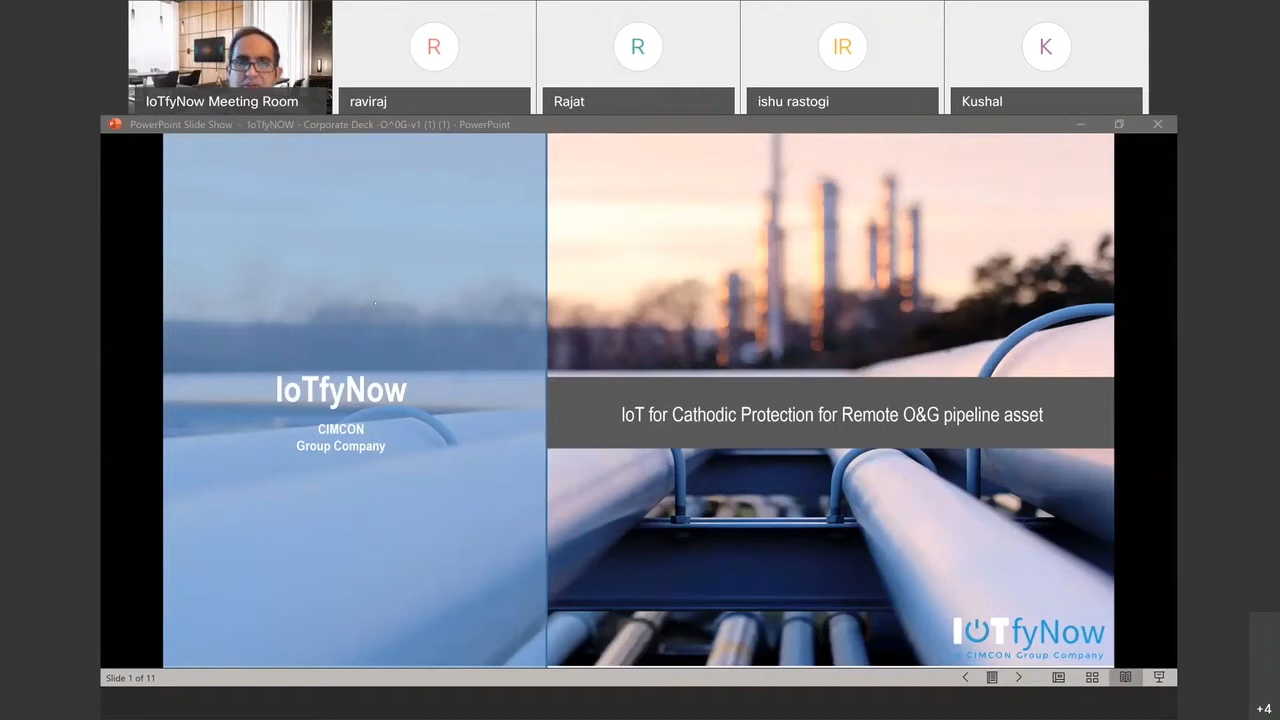 R
R
IR
K
IoTfyNow Meeting Room
raviraj
Rajat
ishu rastogi
Kushal
PowerPoint Slide Show - IoTfyNOW - Corporate Deck -O^0G-v1 (1) (1) - PowerPoint
IoTfyNow
CIMCON
Group Company
IoT for Cathodic Protection for Remote O&G pipeline asset
IOTfyNow
A CIMCON Group Company
Slide 1 of 11
+4